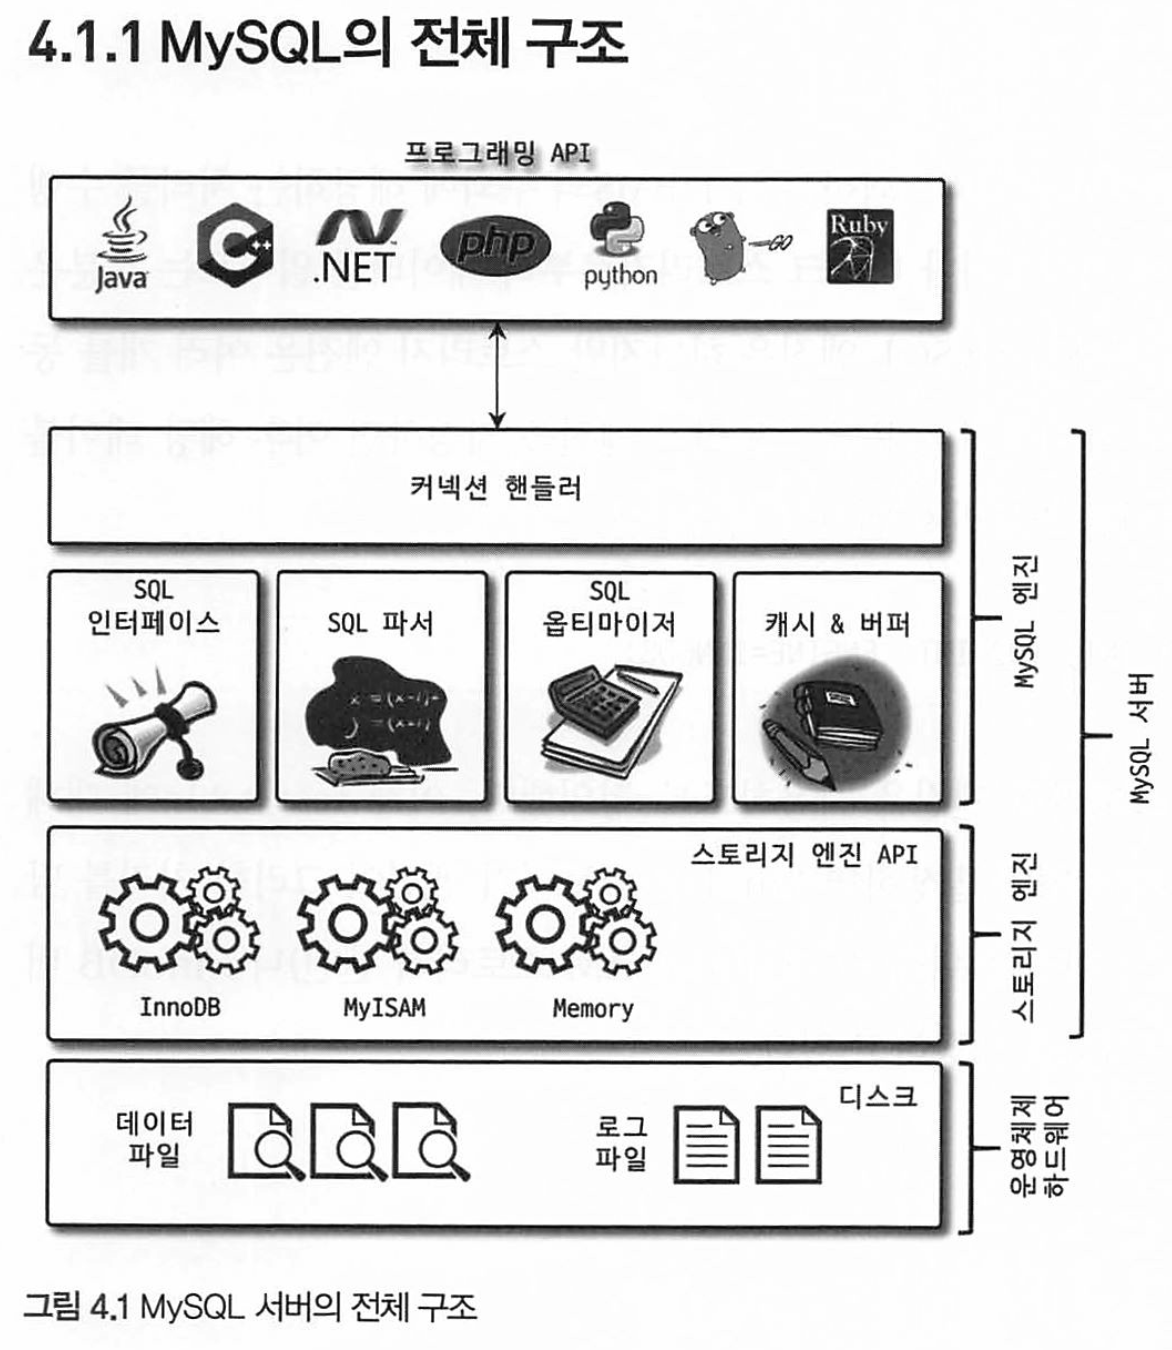 4.1.1 MySQL의 전체 구조
프로그래밍 API
Java
C++
.NET
php
python
GO
Ruby
커넥션 핸들러
SQL
인터페이스
SQL 파서
SQL
옵티마이저
캐시 & 버퍼
MySQL 엔진
MySQL 서버
스토리지 엔진 API
InnoDB
MyISAM
Memory
스토리지 엔진
디스크
데이터
파일
로그
파일
운영체제
하드웨어
그림 4.1 MySQL 서버의 전체 구조